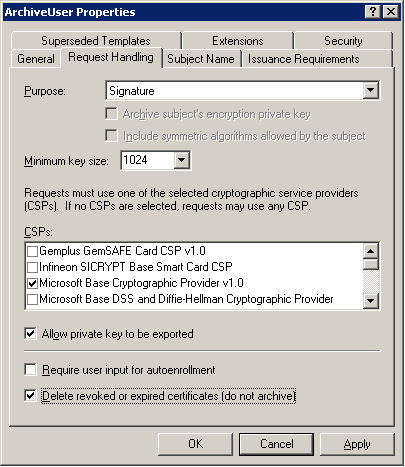 ArchiveUser Properties
Superseded Templates Extensions Security
General Request Handling Subject Name Issuance Requirements
Purpose: Signature
Archive subject's encryption private key
Include symmetric algorithms allowed by the subject
Minimum key size: 1024
Requests must use one of the selected cryptographic service providers
(CSPs). If no CSPs are selected, requests may use any CSP.
CSPs:
Gemplus GemSAFE Card CSP v1.0
Infineon SICRYPT Base Smart Card CSP
Microsoft Base Cryptographic Provider v1.0
Microsoft Base DSS and Diffie-Hellman Cryptographic Provider
Allow private key to be exported
Require user input for autoenrollment
Delete revoked or expired certificates (do not archive)
OK Cancel Apply